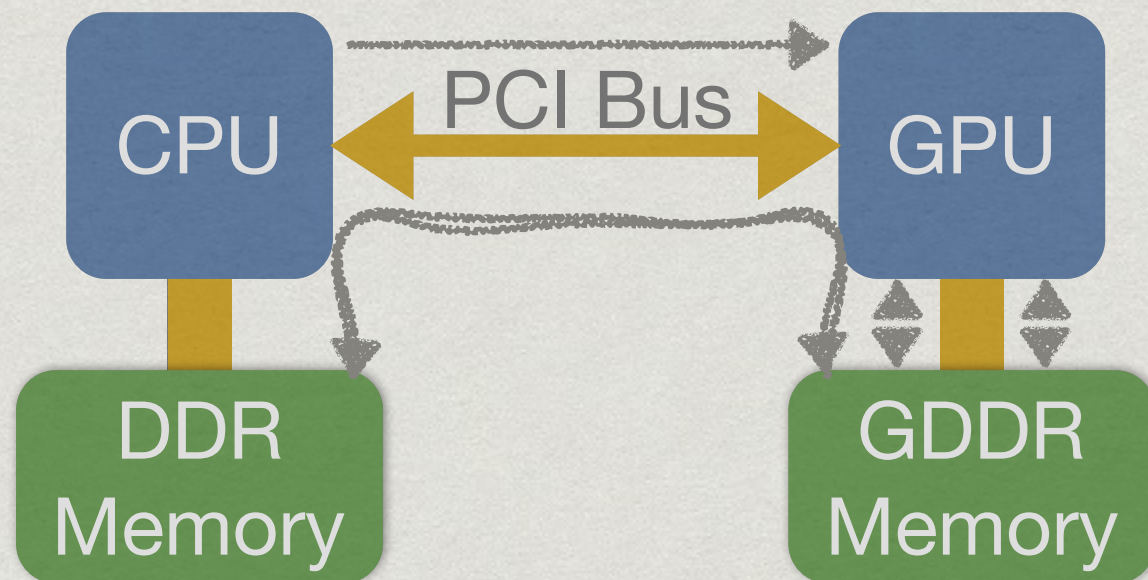 CPU
PCI Bus
GPU
DDR
Memory
GDDR
Memory